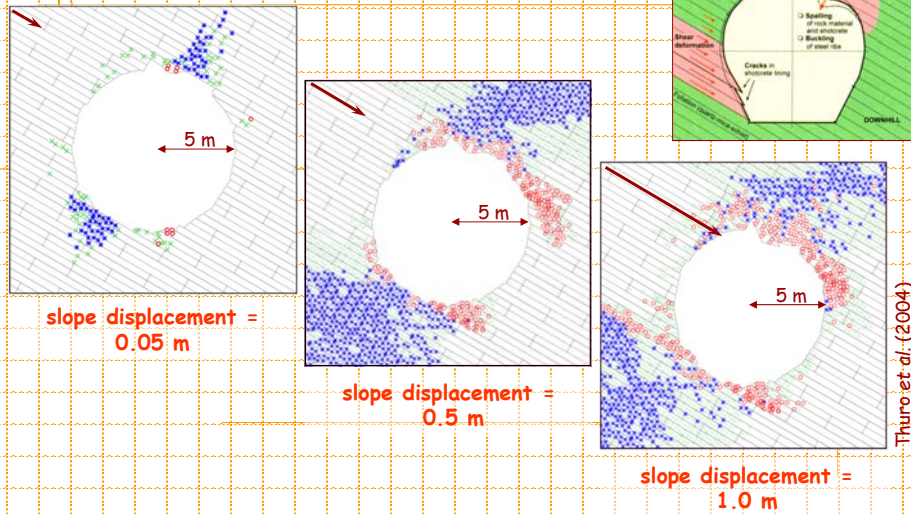 5 m
slope displacement =
0.05 m
5 m
slope displacement =
0.5 m
5 m
slope displacement =
1.0 m
Spalling
of rock material
and shotcrete
Buckling
of steel ribs
Shear
deformation
Cracks in
shotcrete lining
DOWNHILL
Thuro et al. (2004)